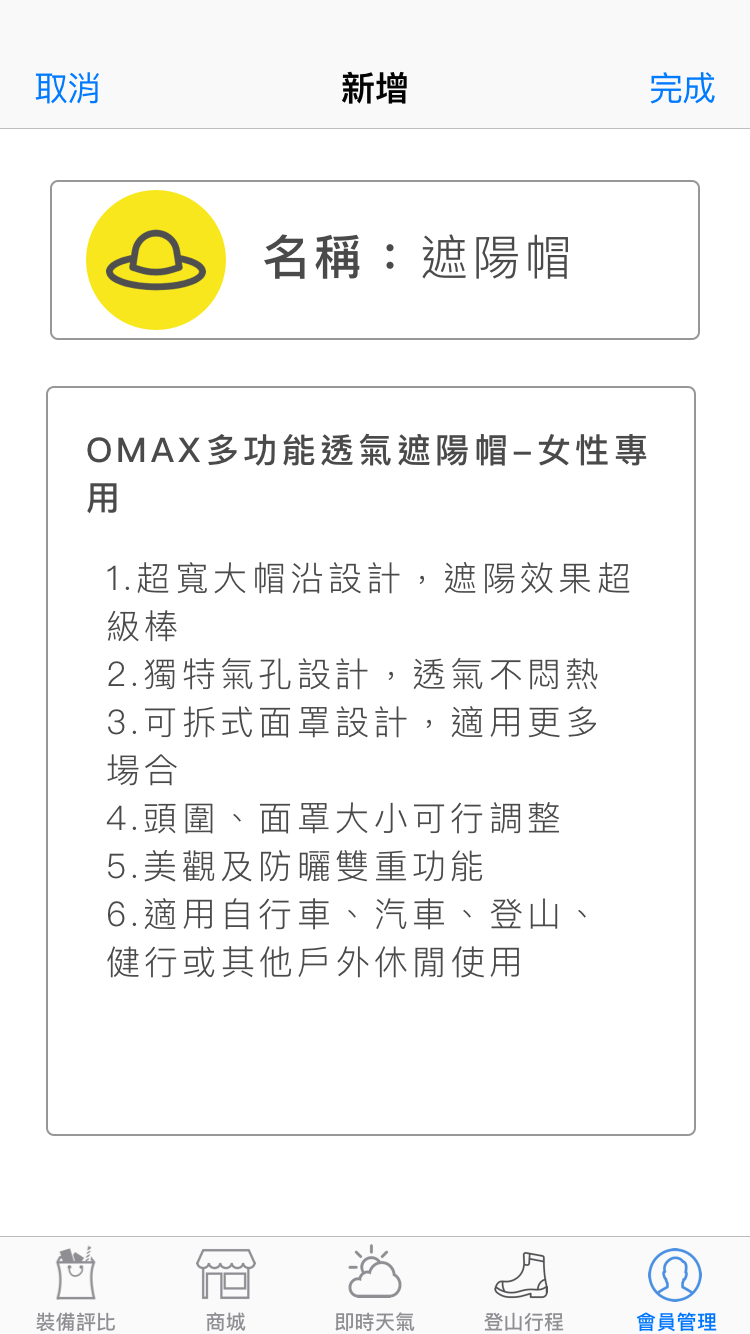 取消
新增
完成
名稱：遮陽帽
OMAX多功能透氣遮陽帽–女性專
用
1.超寬大帽沿設計，遮陽效果超
級棒
2.獨特氣孔設計，透氣不悶熱
3.可拆式面罩設計，適用更多
場合
4.頭圍、面罩大小可行調整
5.美觀及防曬雙重功能
6.適用自行車、汽車、登山、
健行或其他戶外休閒使用
裝備評比
商城
即時天氣
登山行程
會員管理